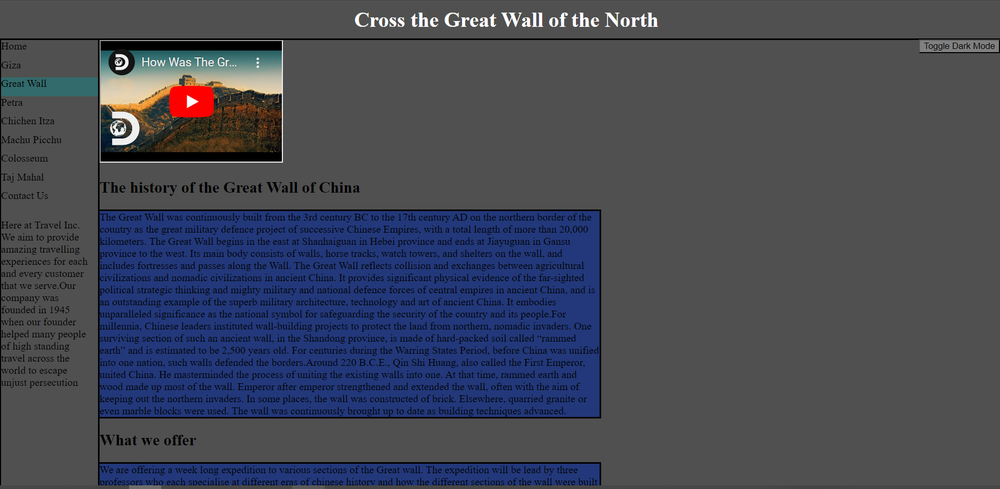 Cross the Great Wall of the North
Home
Giza
Great Wall
Petra
Chichen Itza
Machu Picchu
Colosseum
Taj Mahal
Contact Us
Here at Travel Inc.
We aim to provide
amazing travelling
experiences for each
and every customer
that we serve.Our
company was
founded in 1945
when our founder
helped many people
of high standing
travel across the
world to escape
unjust persecution
How Was The Gr...
Toggle Dark Mode
The history of the Great Wall of China
The Great Wall was continuously built from the 3rd century BC to the 17th century AD on the northern border of the
country as the great military defence project of successive Chinese Empires, with a total length of more than 20,000
kilometers. The Great Wall begins in the east at Shanhaiguan in Hebei province and ends at Jiayuguan in Gansu
province to the west. Its main body consists of walls, horse tracks, watch towers, and shelters on the wall, and
includes fortresses and passes along the Wall. The Great Wall reflects collision and exchanges between agricultural
civilizations and nomadic civilizations in ancient China. It provides significant physical evidence of the far-sighted
political strategic thinking and mighty military and national defence forces of central empires in ancient China, and is
an outstanding example of the superb military architecture, technology and art of ancient China. It embodies
unparalleled significance as the national symbol for safeguarding the security of the country and its people.For
millennia, Chinese leaders instituted wall-building projects to protect the land from northern, nomadic invaders. One
surviving section of such an ancient wall, in the Shandong province, is made of hard-packed soil called “rammed
earth” and is estimated to be 2,500 years old. For centuries during the Warring States Period, before China was unified
into one nation, such walls defended the borders.Around 220 B.C.E., Qin Shi Huang, also called the First Emperor,
united China. He masterminded the process of uniting the existing walls into one. At that time, rammed earth and
wood made up most of the wall. Emperor after emperor strengthened and extended the wall, often with the aim of
keeping out the northern invaders. In some places, the wall was constructed of brick. Elsewhere, quarried granite or
even marble blocks were used. The wall was continuously brought up to date as building techniques advanced.
What we offer
We are offering a week long expedition to various sections of the Great wall. The expedition will be lead by three
professors who each specialise at different eras of chinese history and how the different sections of the wall were built